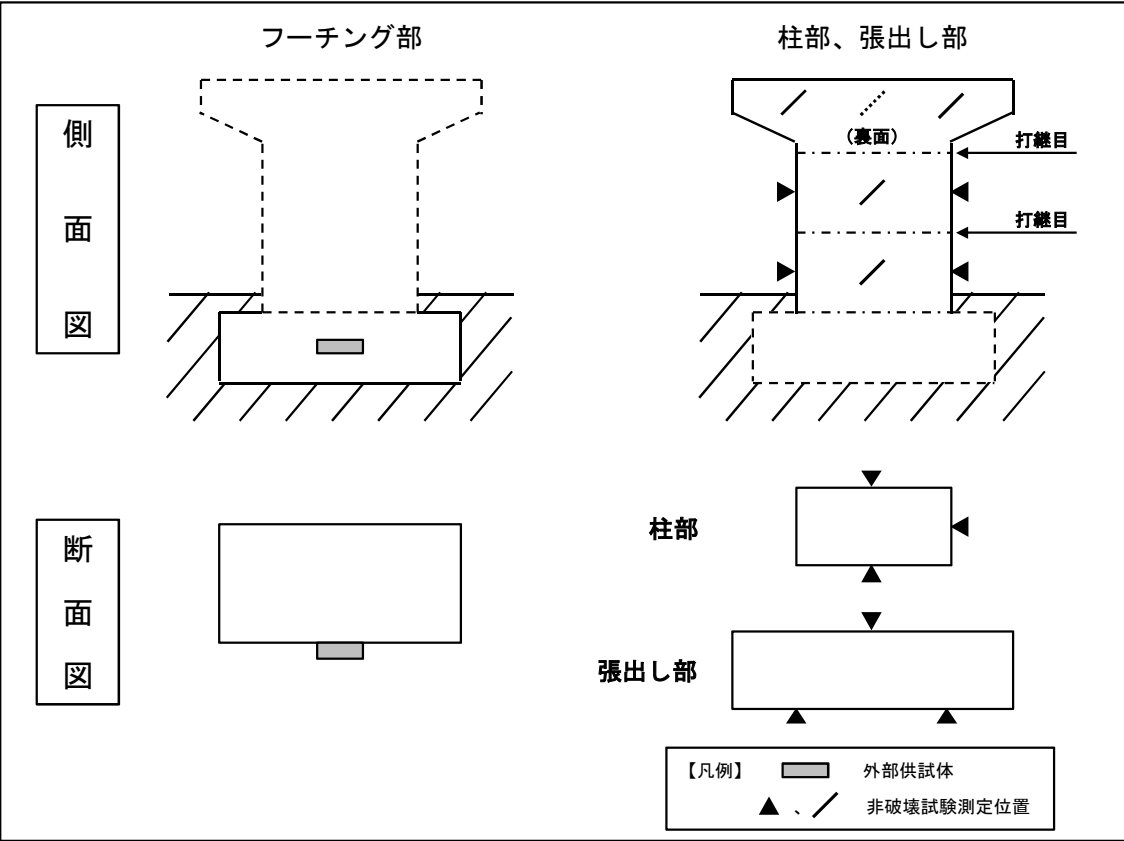 フーチング部
柱部、張出し部
側面図
(裏面)
打継目
打継目
断面図
柱部
張出し部
【凡例】 外部供試体
、 非破壊試験測定位置